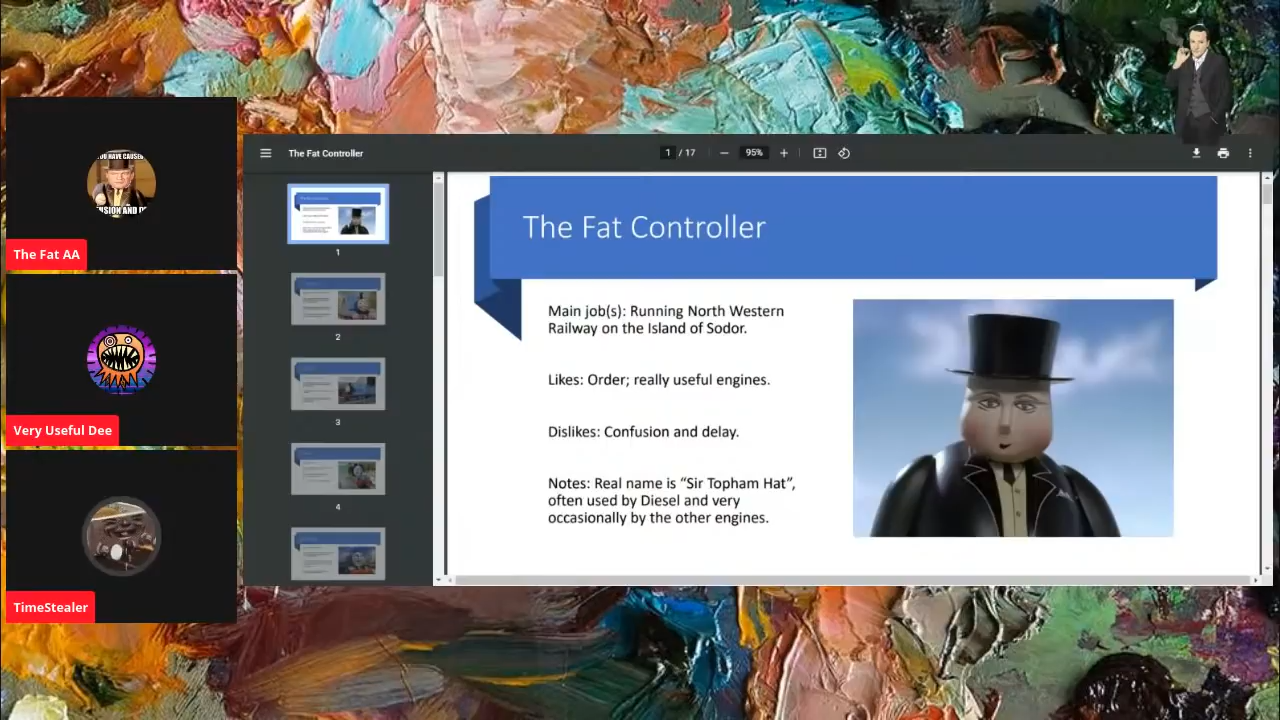 YOU HAVE CAUSED
The Fat AA
Very Useful Dee
TimeStealer
The Fat Controller
1 / 17
95%
1
2
3
4
The Fat Controller
Main job(s): Running North Western
Railway on the Island of Sodor.
Likes: Order; really useful engines.
Dislikes: Confusion and delay.
Notes: Real name is “Sir Topham Hat”,
often used by Diesel and very
occasionally by the other engines.